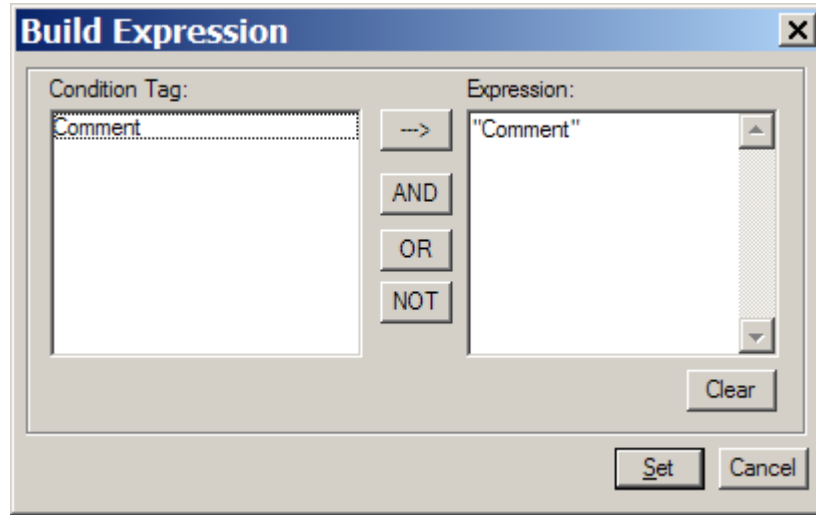 Build Expression
Condition Tag:
Expression:
Comment
--->
"Comment"
AND
OR
NOT
Clear
Set
Cancel